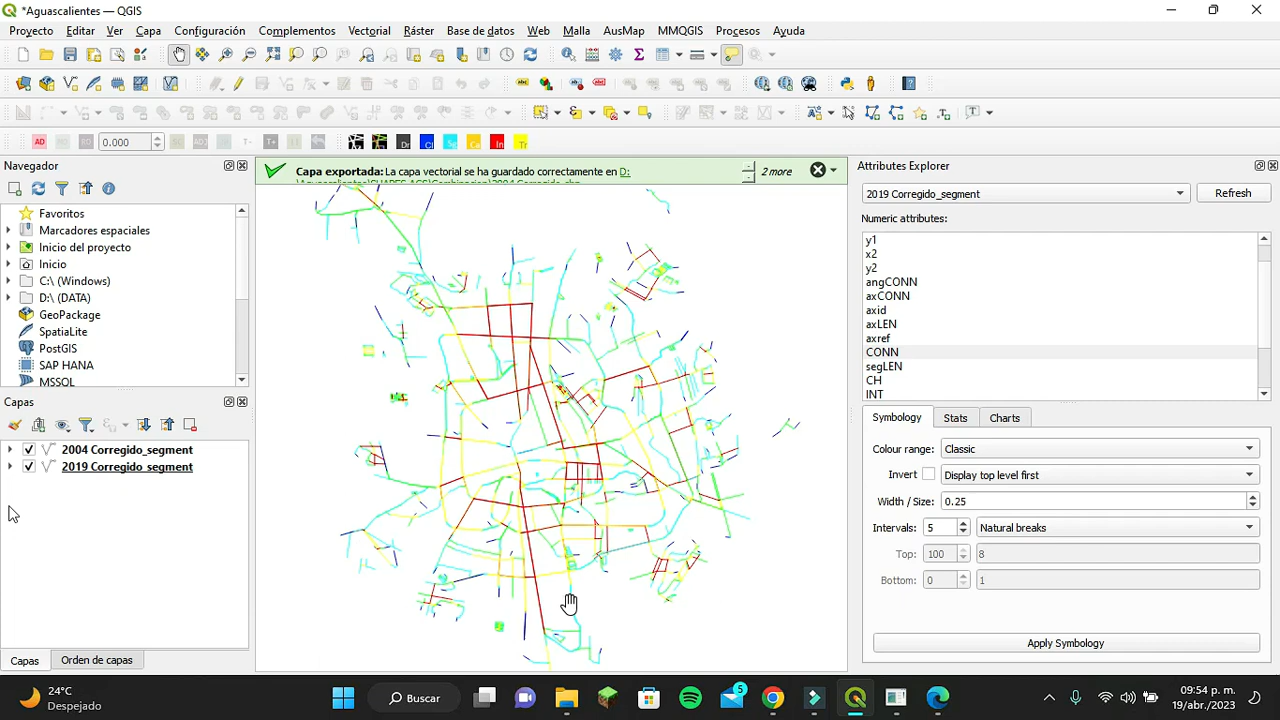 *Aguascalientes — QGIS
Proyecto Editar Ver Capa Configuración Complementos Vectorial Ráster Base de datos Web Malla AusMap MMQGIS Procesos Ayuda
0.000
Navegador
Favoritos
Marcadores espaciales
Inicio del proyecto
Inicio
C:\ (Windows)
D:\ (DATA)
GeoPackage
SpatiaLite
PostGIS
SAP HANA
MSSQL
Capas
2004 Corregido_segment
2019 Corregido_segment
Capas Orden de capas
Capa exportada: La capa vectorial se ha guardado correctamente en D:
2 more
Attributes Explorer
2019 Corregido_segment Refresh
Numeric attributes:
y1
x2
y2
angCONN
axCONN
axid
axLEN
axref
CONN
segLEN
CH
INT
Symbology Stats Charts
Colour range: Classic
Invert Display top level first
Width / Size: 0.25
Intervals: 5 Natural breaks
Top: 100 8
Bottom: 0 1
Apply Symbology
24°C
Despejado
Buscar
5
09:54 p. m.
19/abr./2023